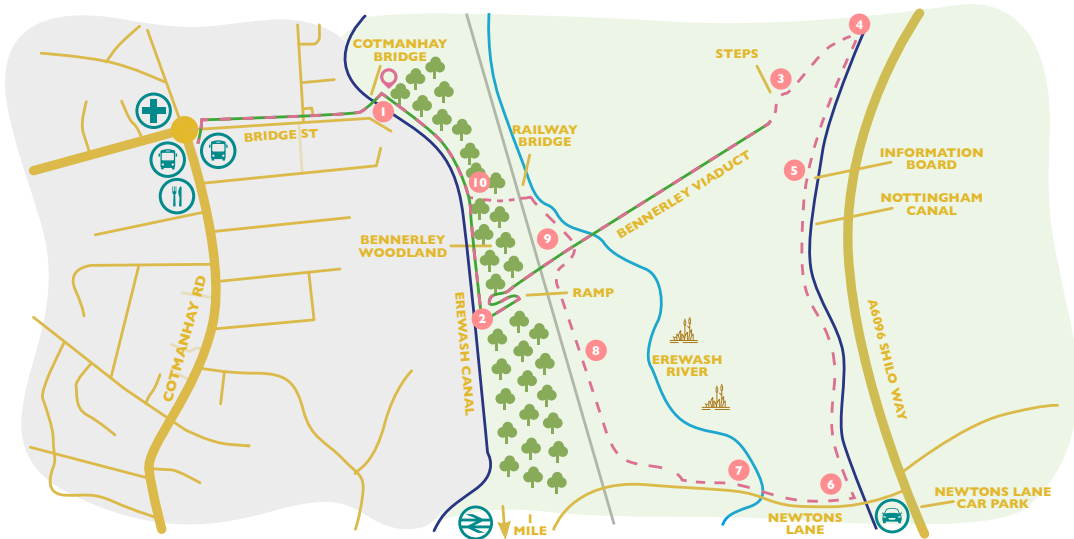 COTMANHAY
BRIDGE
STEPS
4
3
1
BRIDGE ST
RAILWAY
BRIDGE
INFORMATION
BOARD
5
10
BENNERLEY VIADUCT
NOTTINGHAM
CANAL
9
BENNERLEY
WOODLAND
RAMP
2
COTMANHAY RD
EREWASH CANAL
8
EREWASH
RIVER
A6096 SHILO WAY
7
6
NEWTONS LANE
CAR PARK
1
MILE
NEWTONS
LANE